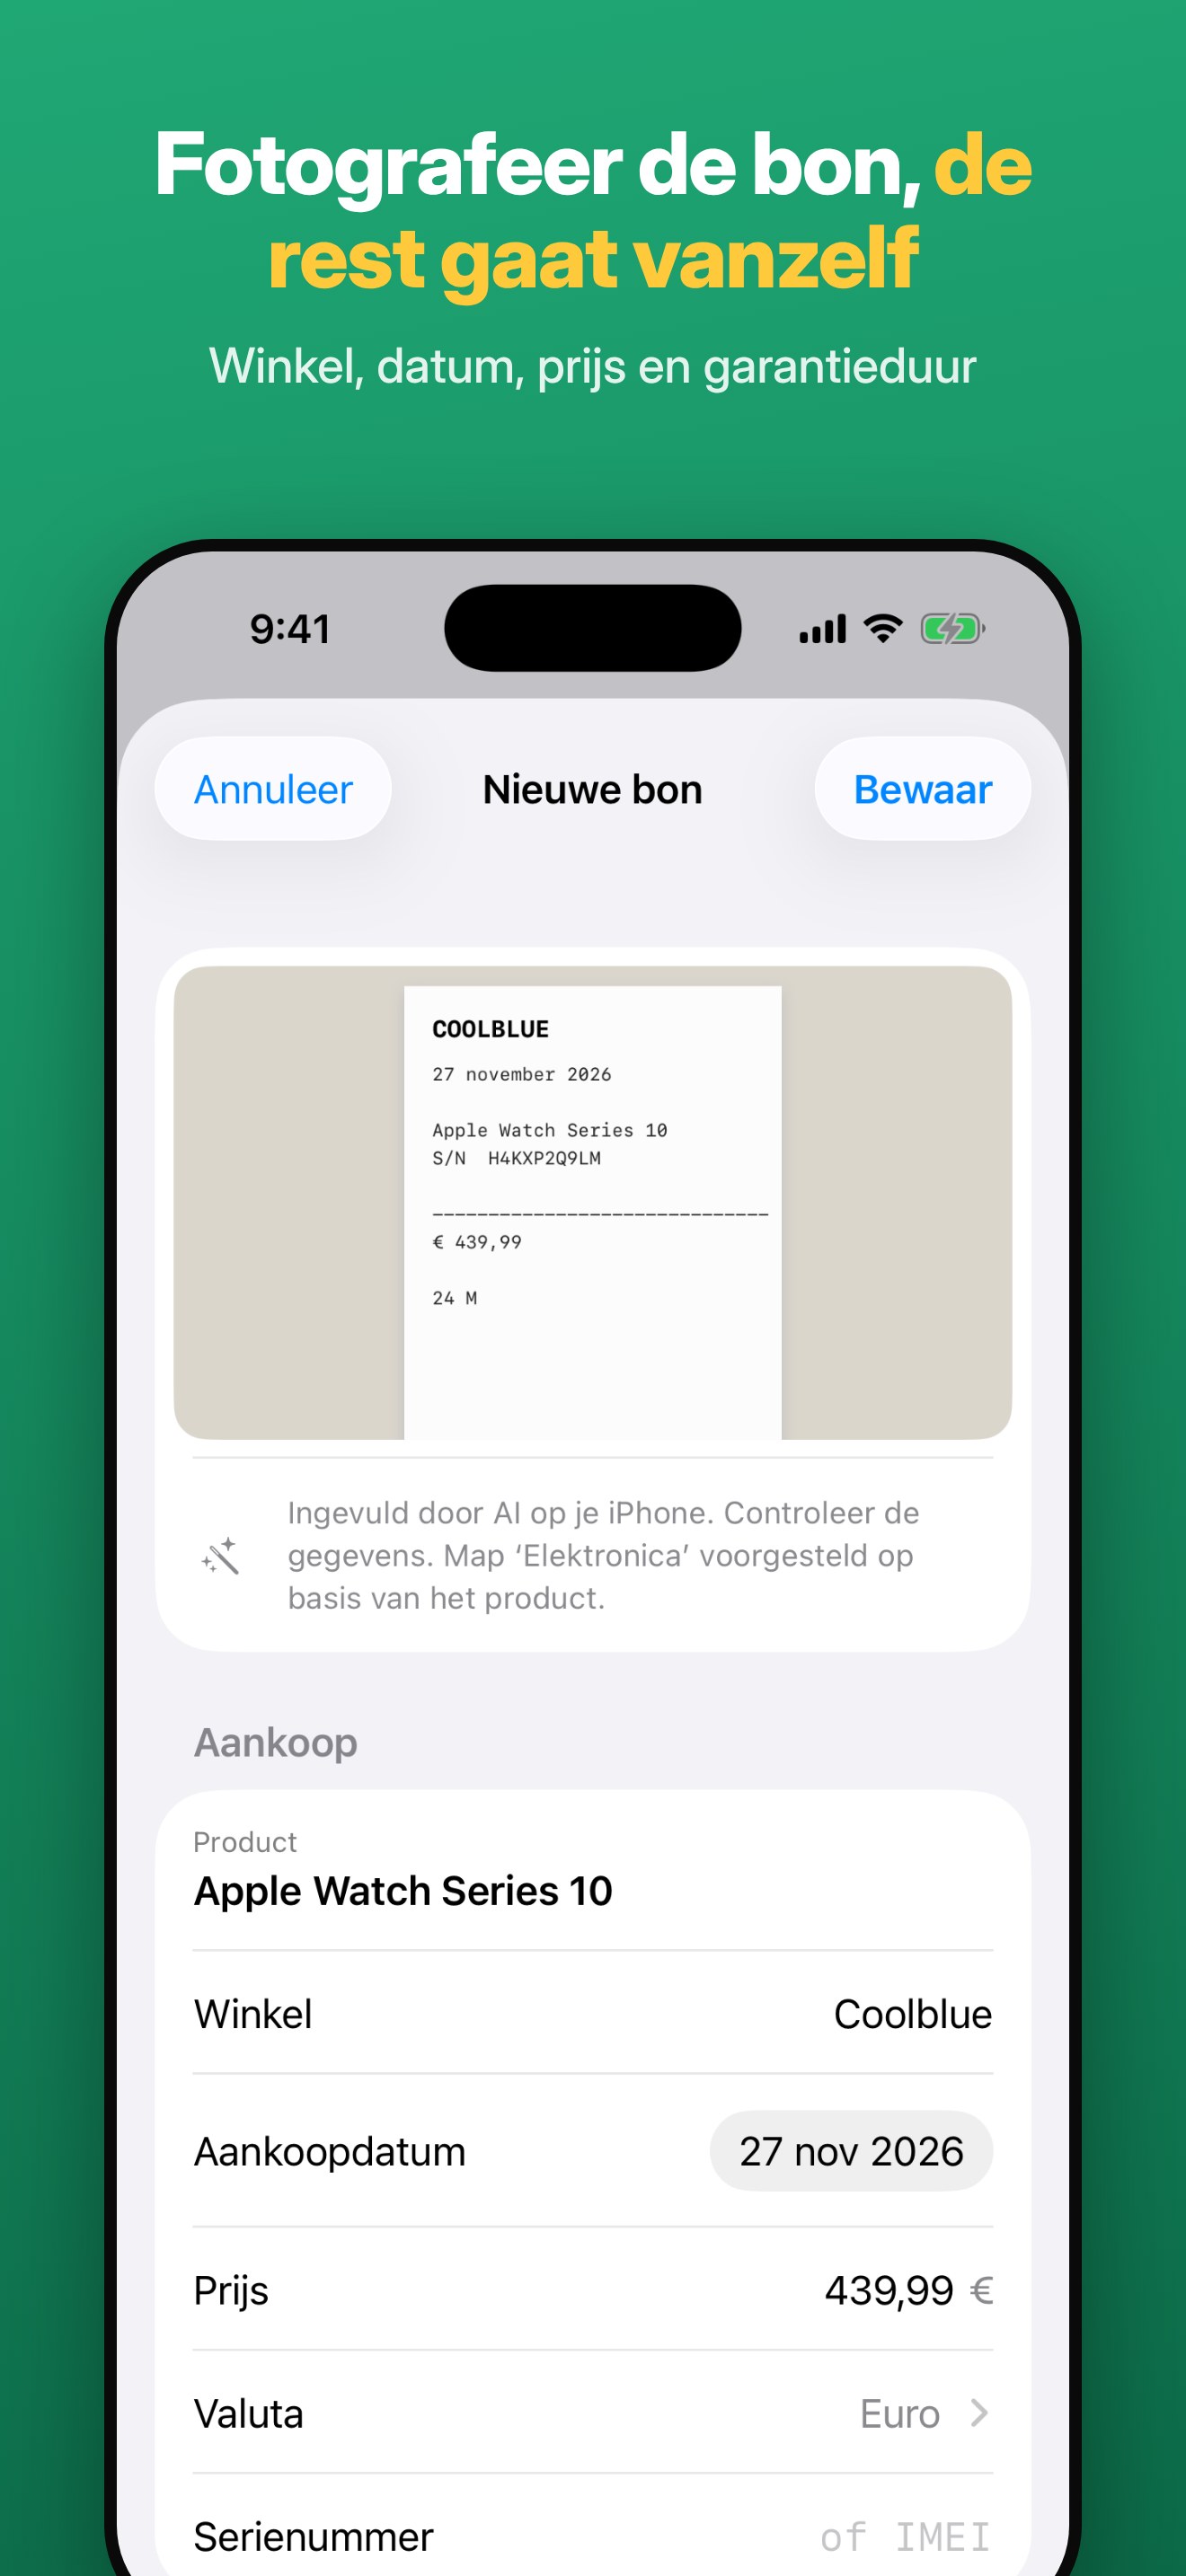 Fotografeer de bon, de
rest gaat vanzelf
Winkel, datum, prijs en garantieduur
9:41
Annuleer
Nieuwe bon
Bewaar
COOLBLUE
27 november 2026
Apple Watch Series 10
S/N  H4KXP2Q9LM
------------------------------
€ 439,99
24 M
Ingevuld door AI op je iPhone. Controleer de
gegevens. Map ‘Elektronica’ voorgesteld op
basis van het product.
Aankoop
Product
Apple Watch Series 10
Winkel Coolblue
Aankoopdatum 27 nov 2026
Prijs 439,99 €
Valuta Euro
Serienummer of IMEI